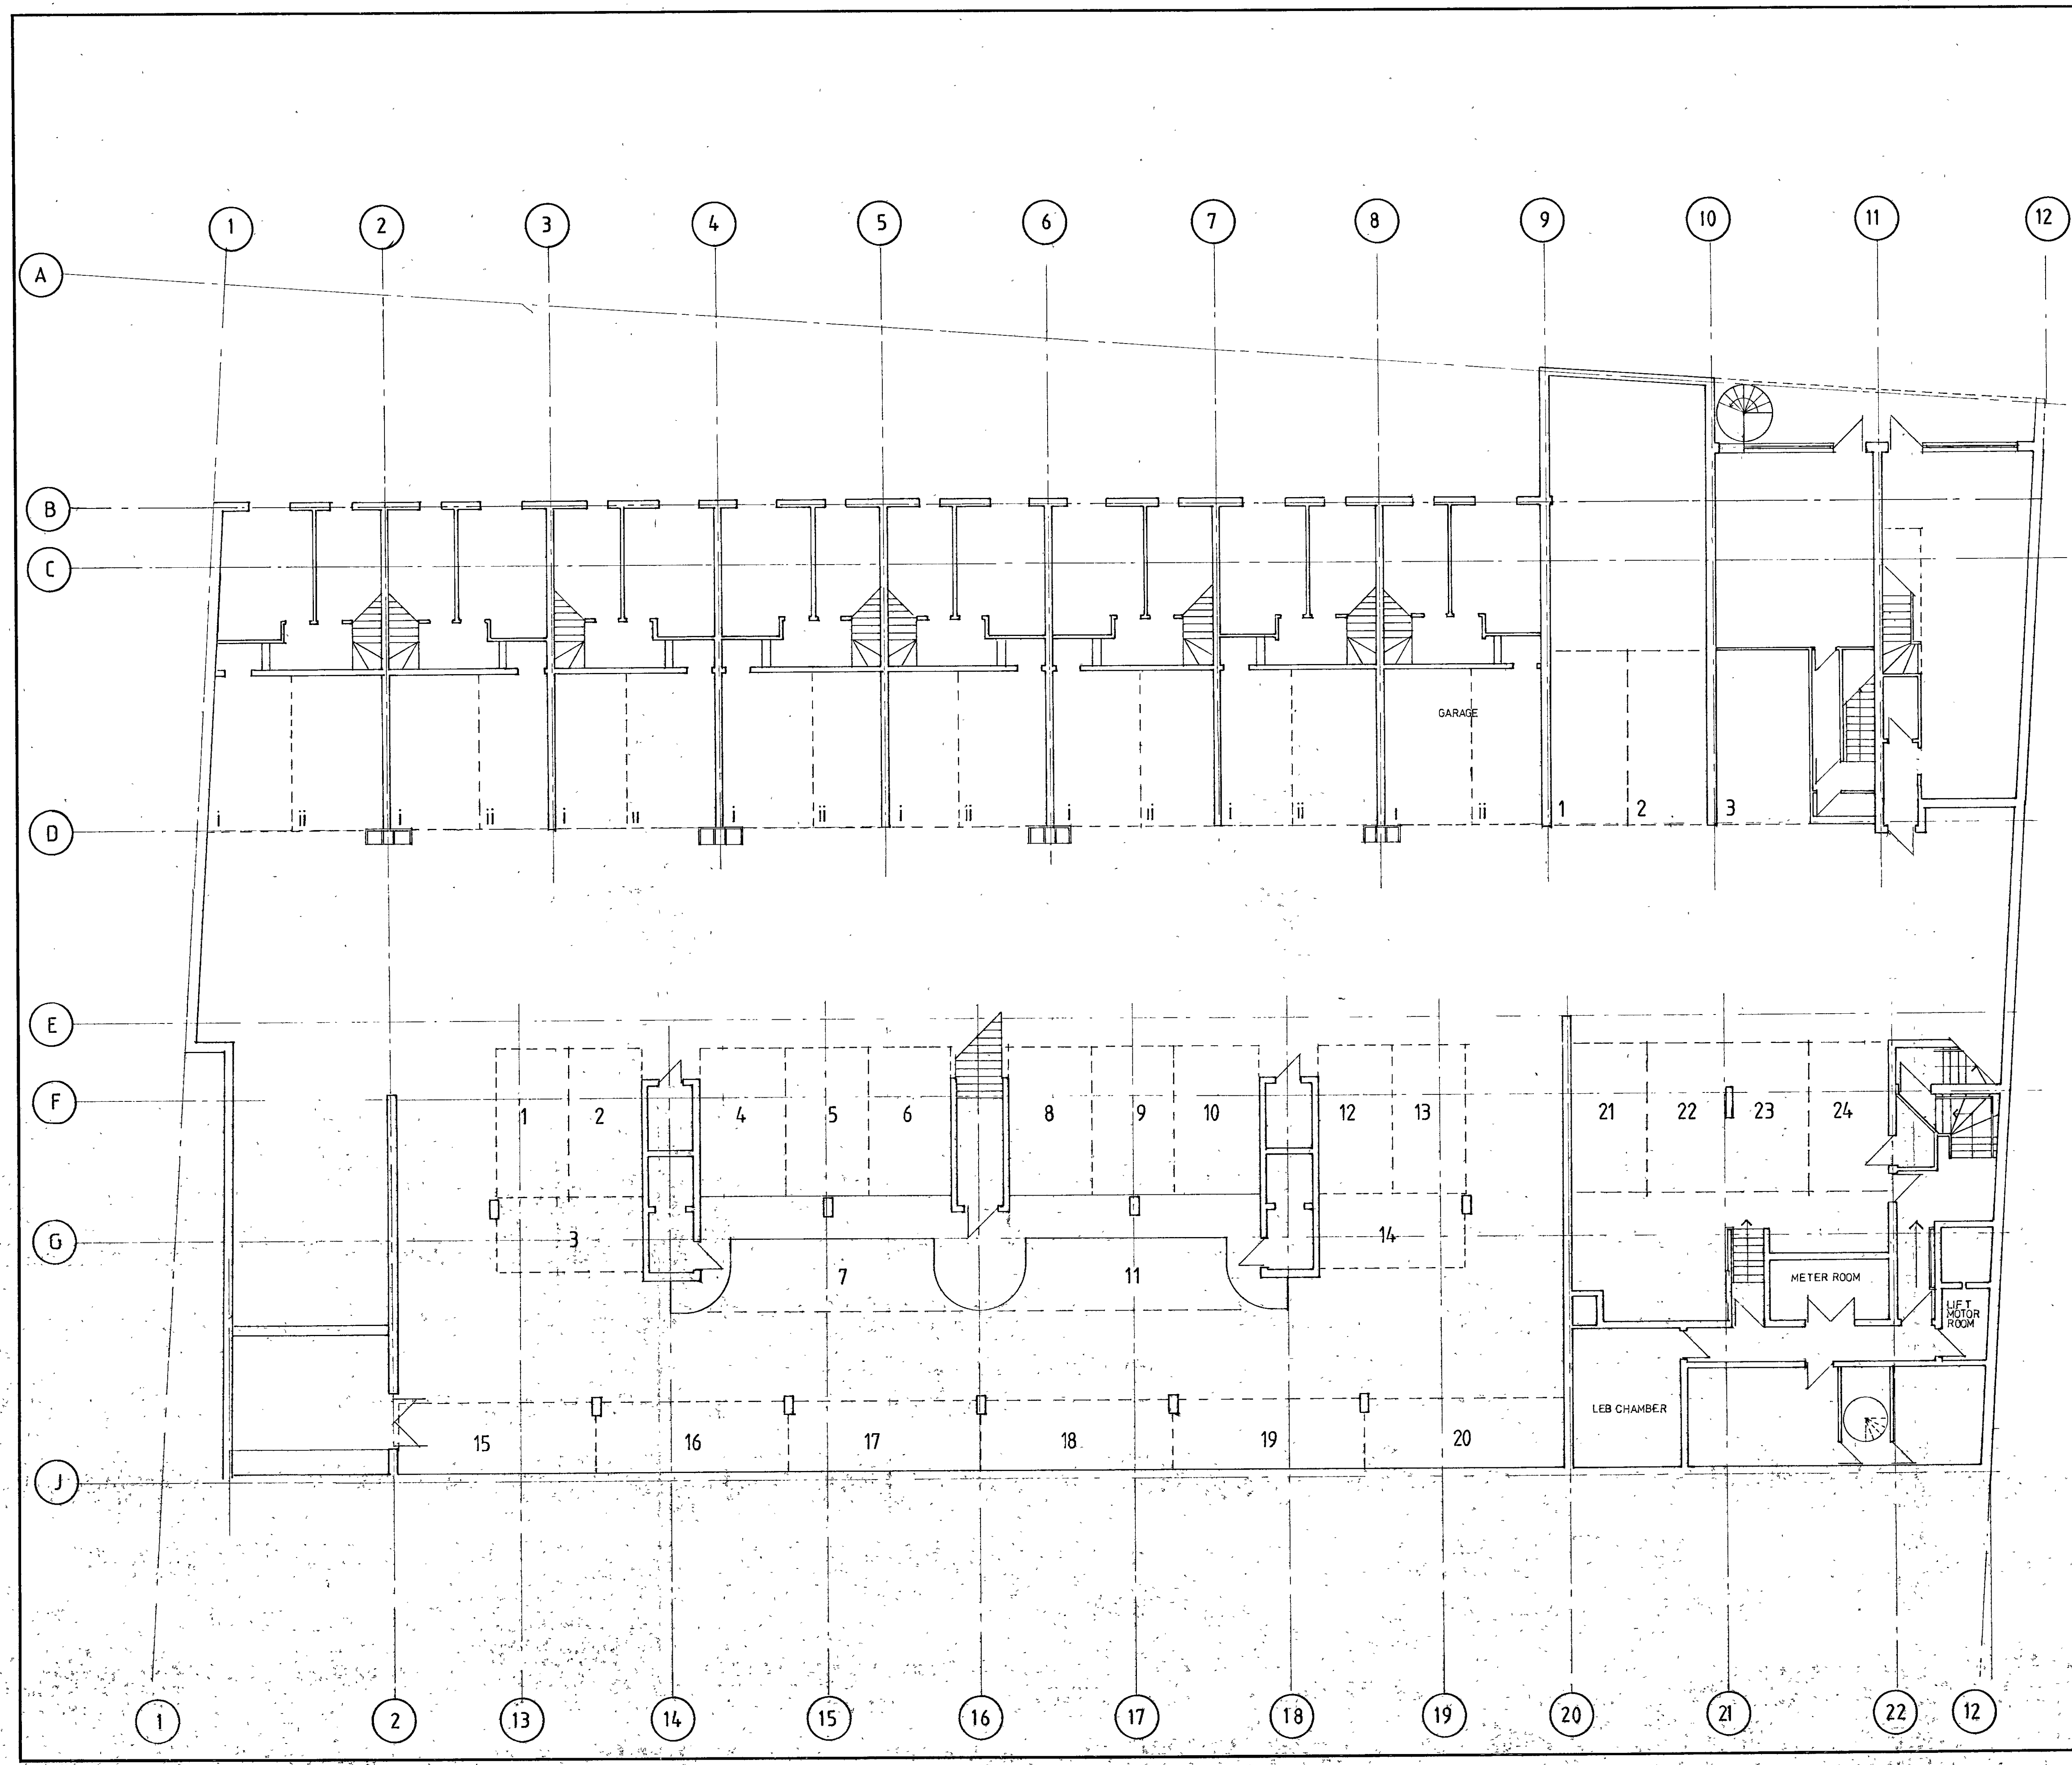 1 2 3 4 5 6 7 8 9 10 11 12
A
B
C
GARAGE
i ii i ii i ii i ii i ii i ii i ii i ii 1 2 3
D
E
F
1 2 4 5 6 8 9 10 12 13 21 22 23 24
G
3 14
7 11
METER ROOM
LIFT
MOTOR
ROOM
LEB CHAMBER
15 16 17 18 19 20
J
1 2 13 14 15 16 17 18 19 20 21 22 12